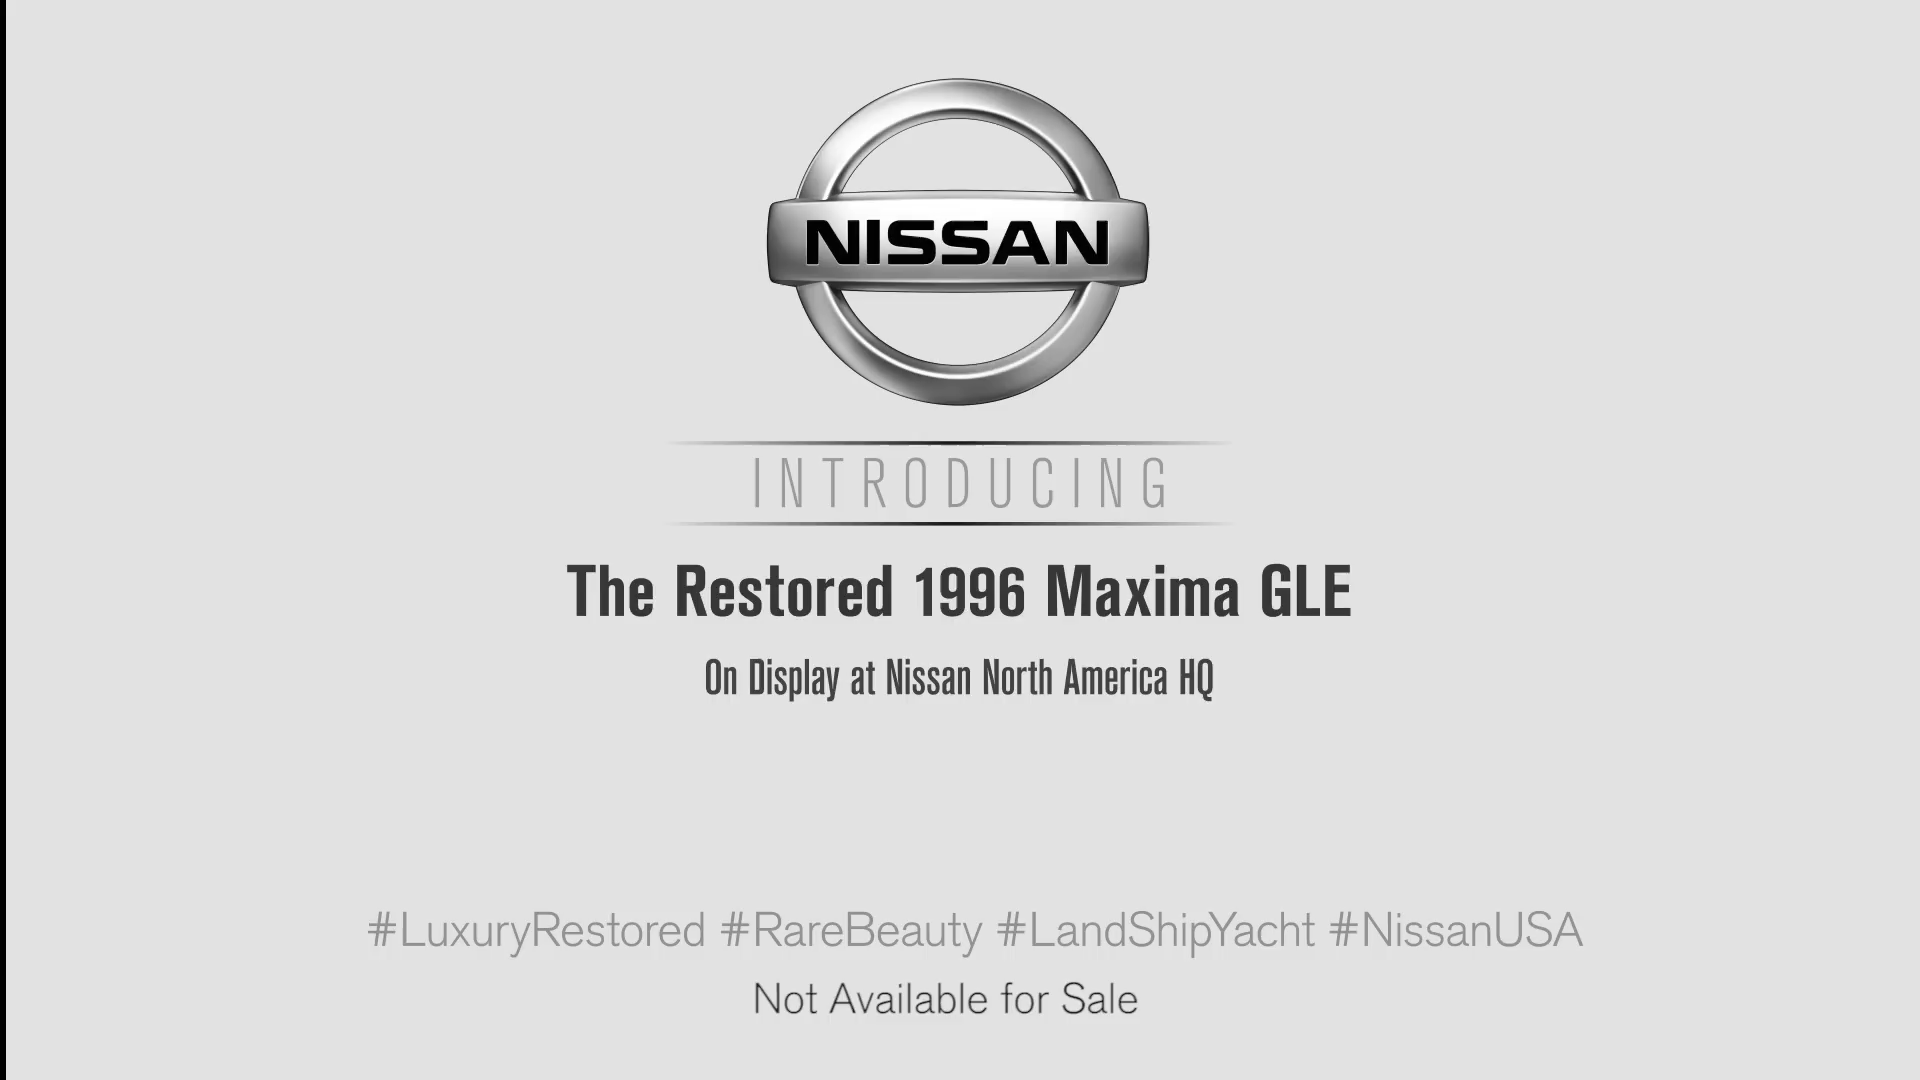 NISSAN
INTRODUCING
The Restored 1996 Maxima GLE
On Display at Nissan North America HQ
#LuxuryRestored #RareBeauty #LandShipYacht #NissanUSA
Not Available for Sale